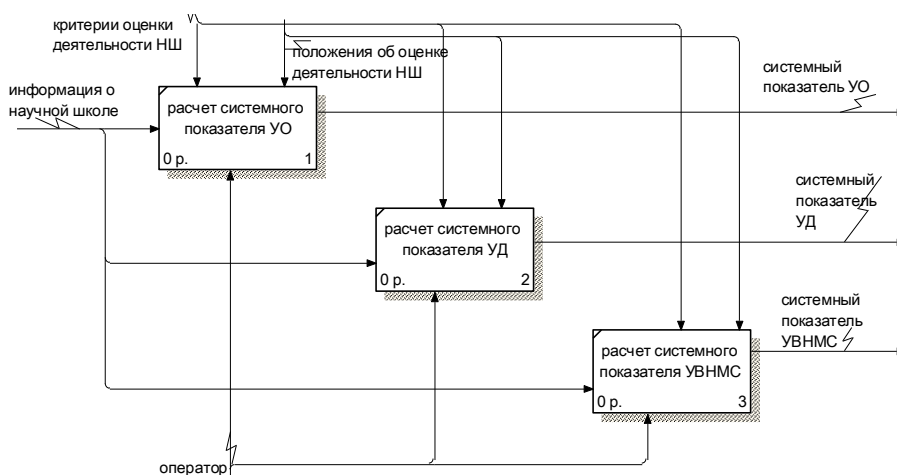 критерии оценки
деятельности НШ
положения об оценке
деятельности НШ
информация о
научной школе
системный
показатель УО
расчет системного
показателя УО
0 р. 1
системный
показатель
УД
расчет системного
показателя УД
0 р. 2
системный
показатель
УВНМС
расчет системного
показателя УВНМС
0 р. 3
оператор